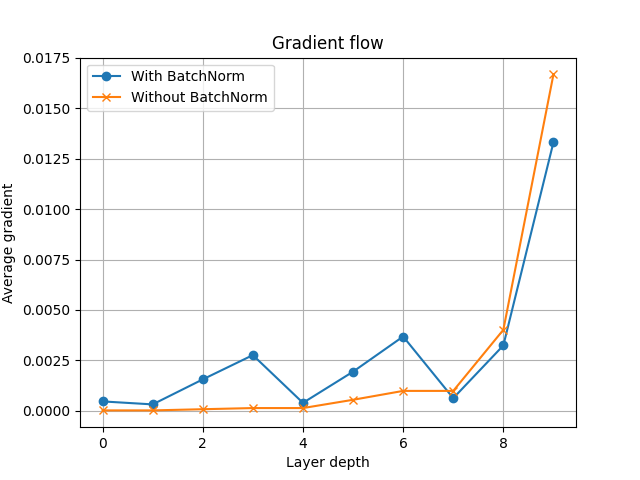 Gradient flow
With BatchNorm
Without BatchNorm
Average gradient
0.0175
0.0150
0.0125
0.0100
0.0075
0.0050
0.0025
0.0000
0 2 4 6 8
Layer depth